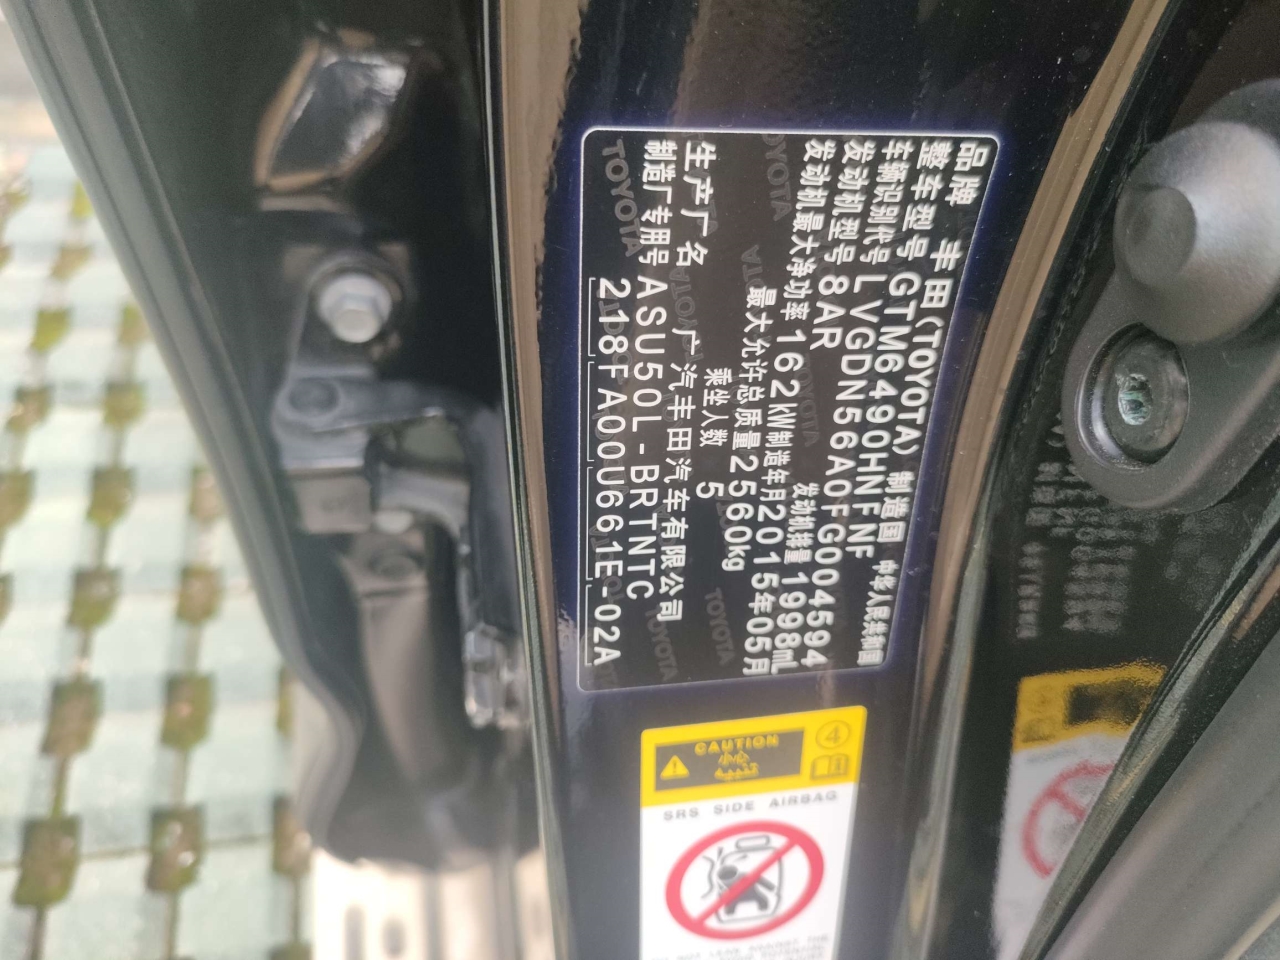 品牌 丰田(TOYOTA) 制造国 中华人民共和国
整车型号 GTM6490HNFNF
车辆识别代号 LVGDN56A0FG004594
发动机型号 8AR 发动机排量 1998mL
发动机最大净功率 162kW 制造年月 2015年05月
最大允许总质量 2560kg
乘坐人数 5
生产厂名 广汽丰田汽车有限公司
制造厂专用号 ASU50L-BRTNTC
218FA00U661E-02A
CAUTION
小心
4
SRS SIDE AIRBAG